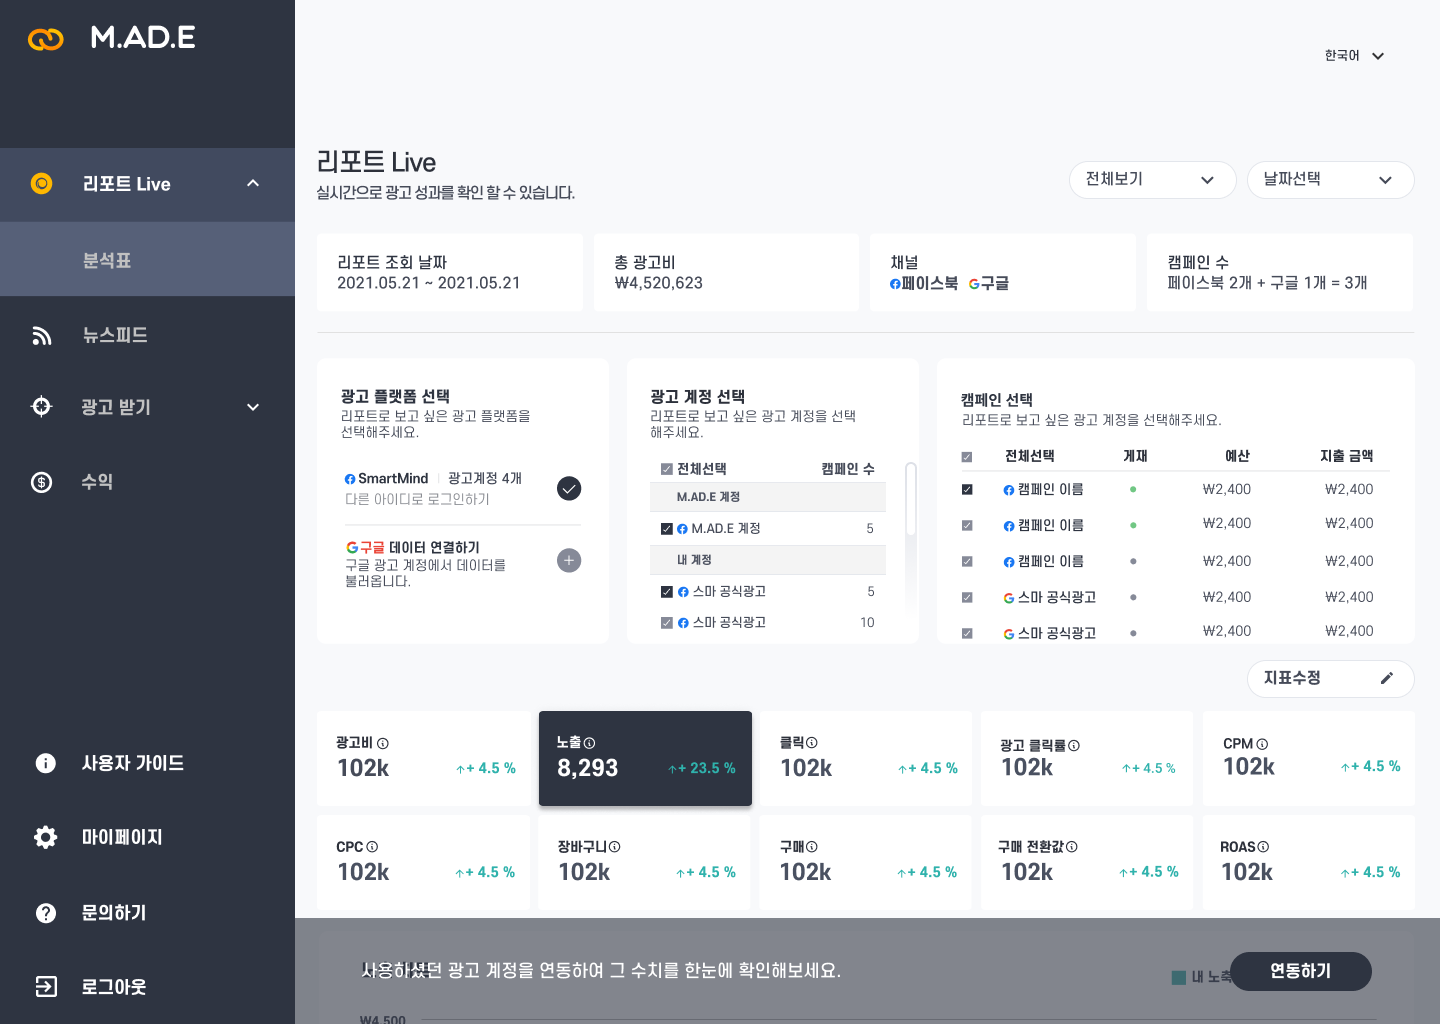 M.AD.E
한국어
리포트 Live
분석표
뉴스피드
광고 받기
수익
사용자 가이드
마이페이지
문의하기
로그아웃
리포트 Live
실시간으로 광고 성과를 확인 할 수 있습니다.
전체보기
날짜선택
리포트 조회 날짜
2021.05.21 ~ 2021.05.21
총 광고비
₩4,520,623
채널
페이스북 구글
캠페인 수
페이스북 2개 + 구글 1개 = 3개
광고 플랫폼 선택
리포트로 보고 싶은 광고 플랫폼을
선택해주세요.
SmartMind | 광고계정 4개
다른 아이디로 로그인하기
구글 데이터 연결하기
구글 광고 계정에서 데이터를
불러옵니다.
광고 계정 선택
리포트로 보고 싶은 광고 계정을 선택
해주세요.
전체선택 캠페인 수
M.AD.E 계정
M.AD.E 계정 5
내 계정
스마 공식광고 5
스마 공식광고 10
캠페인 선택
리포트로 보고 싶은 광고 계정을 선택해주세요.
전체선택 게재 예산 지출 금액
캠페인 이름 ₩2,400 ₩2,400
캠페인 이름 ₩2,400 ₩2,400
캠페인 이름 ₩2,400 ₩2,400
스마 공식광고 ₩2,400 ₩2,400
스마 공식광고 ₩2,400 ₩2,400
지표수정
광고비
102k ↑+ 4.5 %
노출
8,293 ↑+ 23.5 %
클릭
102k ↑+ 4.5 %
광고 클릭률
102k ↑+ 4.5 %
CPM
102k ↑+ 4.5 %
CPC
102k ↑+ 4.5 %
장바구니
102k ↑+ 4.5 %
구매
102k ↑+ 4.5 %
구매 전환값
102k ↑+ 4.5 %
ROAS
102k ↑+ 4.5 %
사용하셨던 광고 계정을 연동하여 그 수치를 한눈에 확인해보세요.
내 노출
연동하기
₩4,500